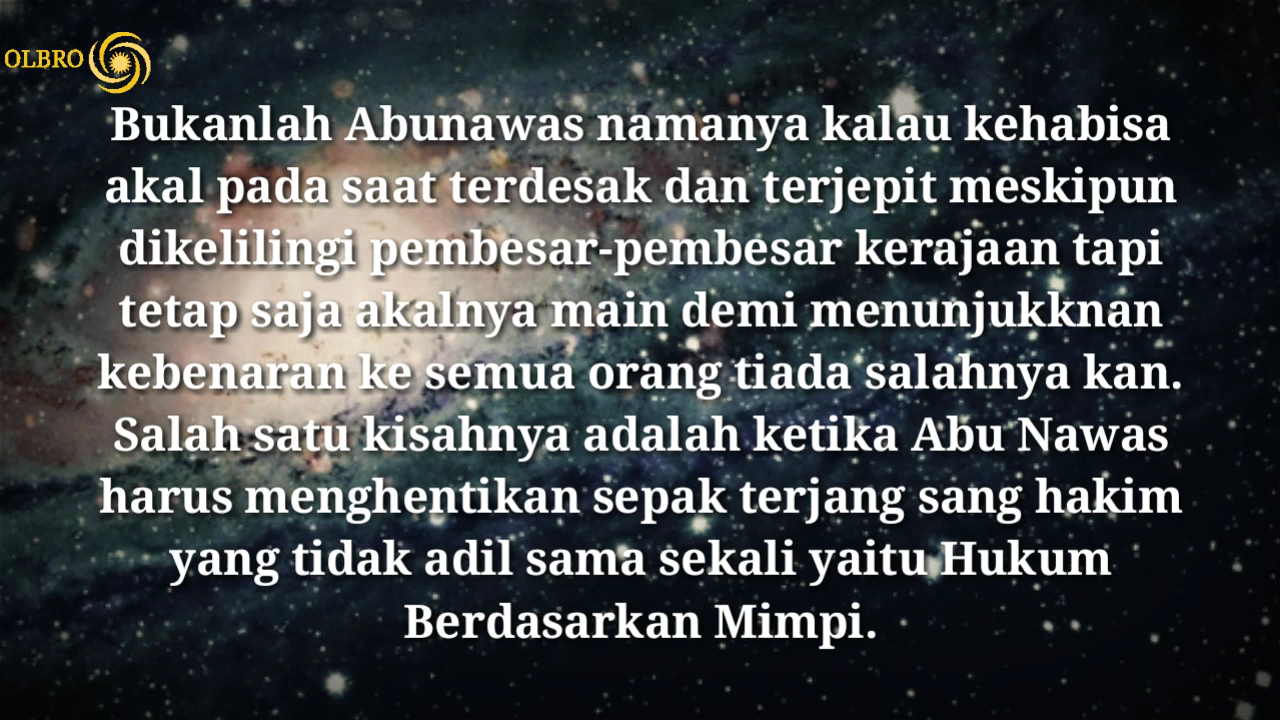 OLBRO
Bukanlah Abunawas namanya kalau kehabisa
akal pada saat terdesak dan terjepit meskipun
dikelilingi pembesar-pembesar kerajaan tapi
tetap saja akalnya main demi menunjukknan
kebenaran ke semua orang tiada salahnya kan.
Salah satu kisahnya adalah ketika Abu Nawas
harus menghentikan sepak terjang sang hakim
yang tidak adil sama sekali yaitu Hukum
Berdasarkan Mimpi.